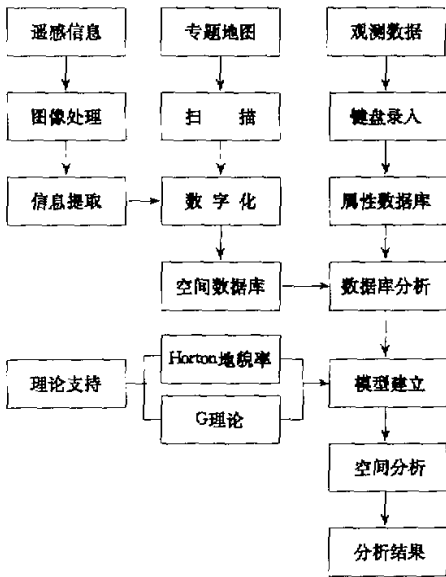 遥感信息 专题地图 观测数据
图像处理 扫 描 键盘录入
信息提取 数 字 化 属性数据库
空间数据库 数据库分析
Horton地貌率
理论支持 模型建立
G理论
空间分析
分析结果